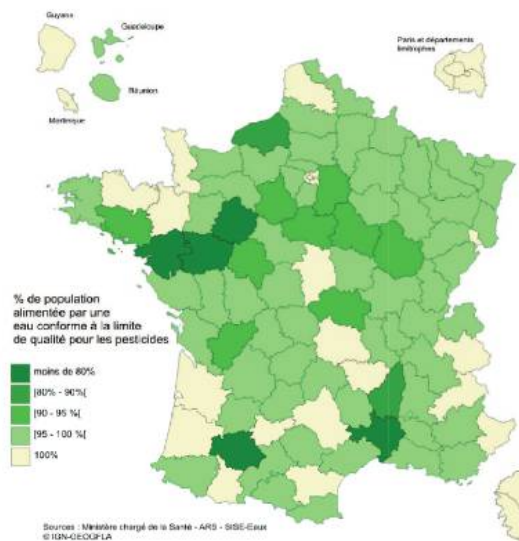 Guyane
Guadeloupe
Paris et départements
limitrophes
Réunion
Martinique
% de population
alimentée par une
eau conforme à la limite
de qualité pour les pesticides
moins de 80%
[80% - 90%[
[90 - 95 %[
[95 - 100 %[
100%
Sources : Ministère chargé de la Santé - ARS - SISE-Eaux
© IGN-GEOFLA